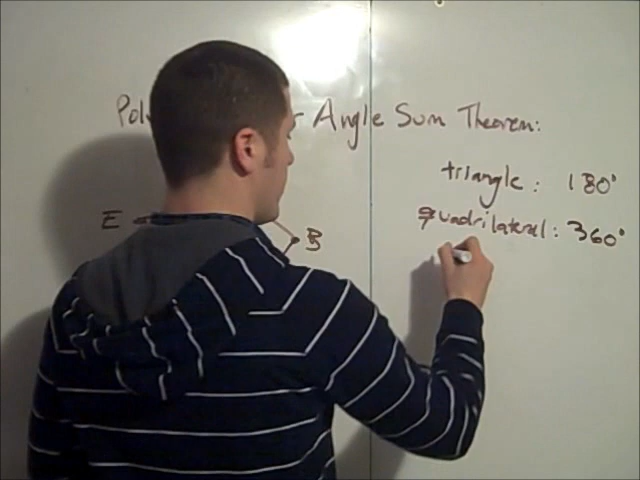 Angle Sum Theorem:
triangle: 180°
quadrilateral: 360°
E
B